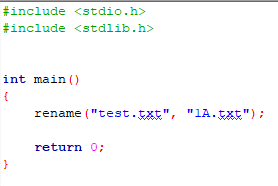 #include <stdio.h>
#include <stdlib.h>
int main()
{
rename("test.txt", "1A.txt");
return 0;
}